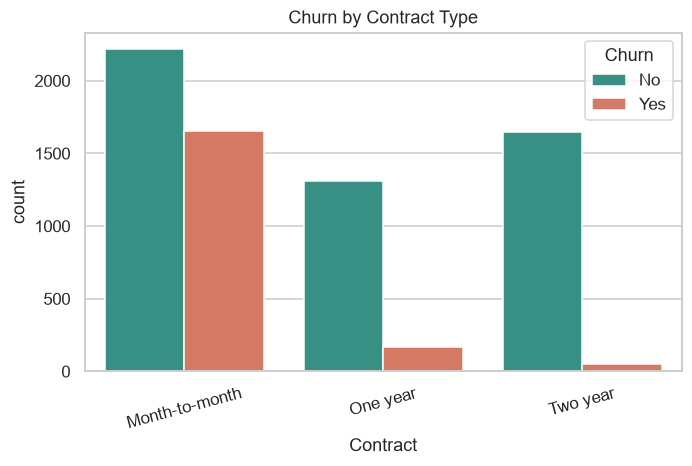 Churn by Contract Type
Churn
No
Yes
2000
1500
1000
500
0
count
Month-to-month
One year
Two year
Contract